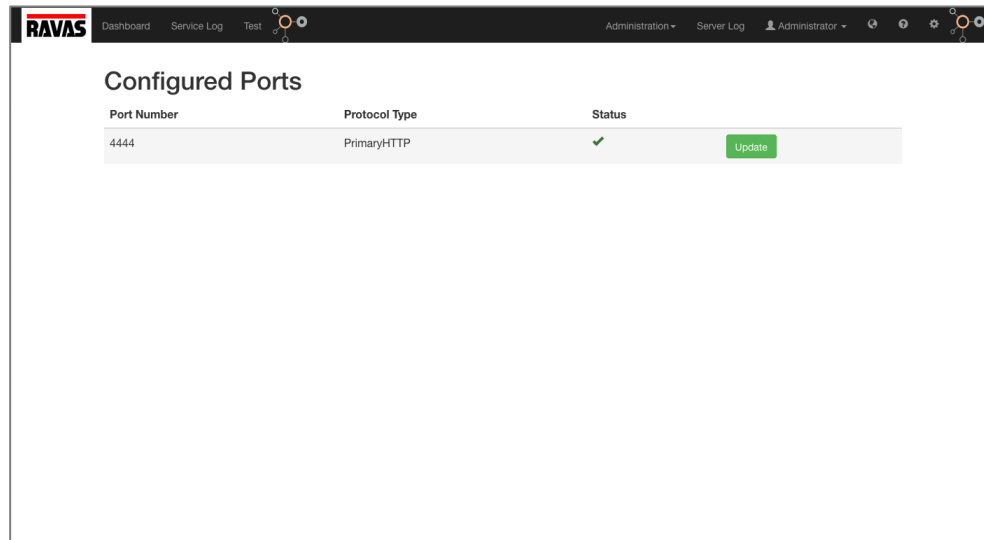 RAVAS Dashboard Service Log Test Administration Server Log Administrator
Configured Ports
Port Number Protocol Type Status
4444 PrimaryHTTP Update